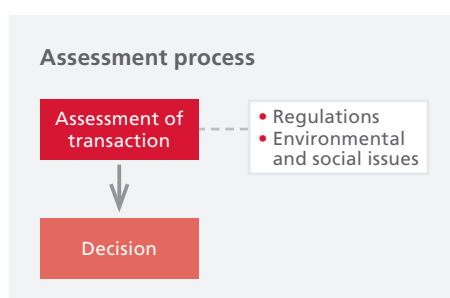 Assessment process
Assessment of
transaction
• Regulations
• Environmental
and social issues
Decision